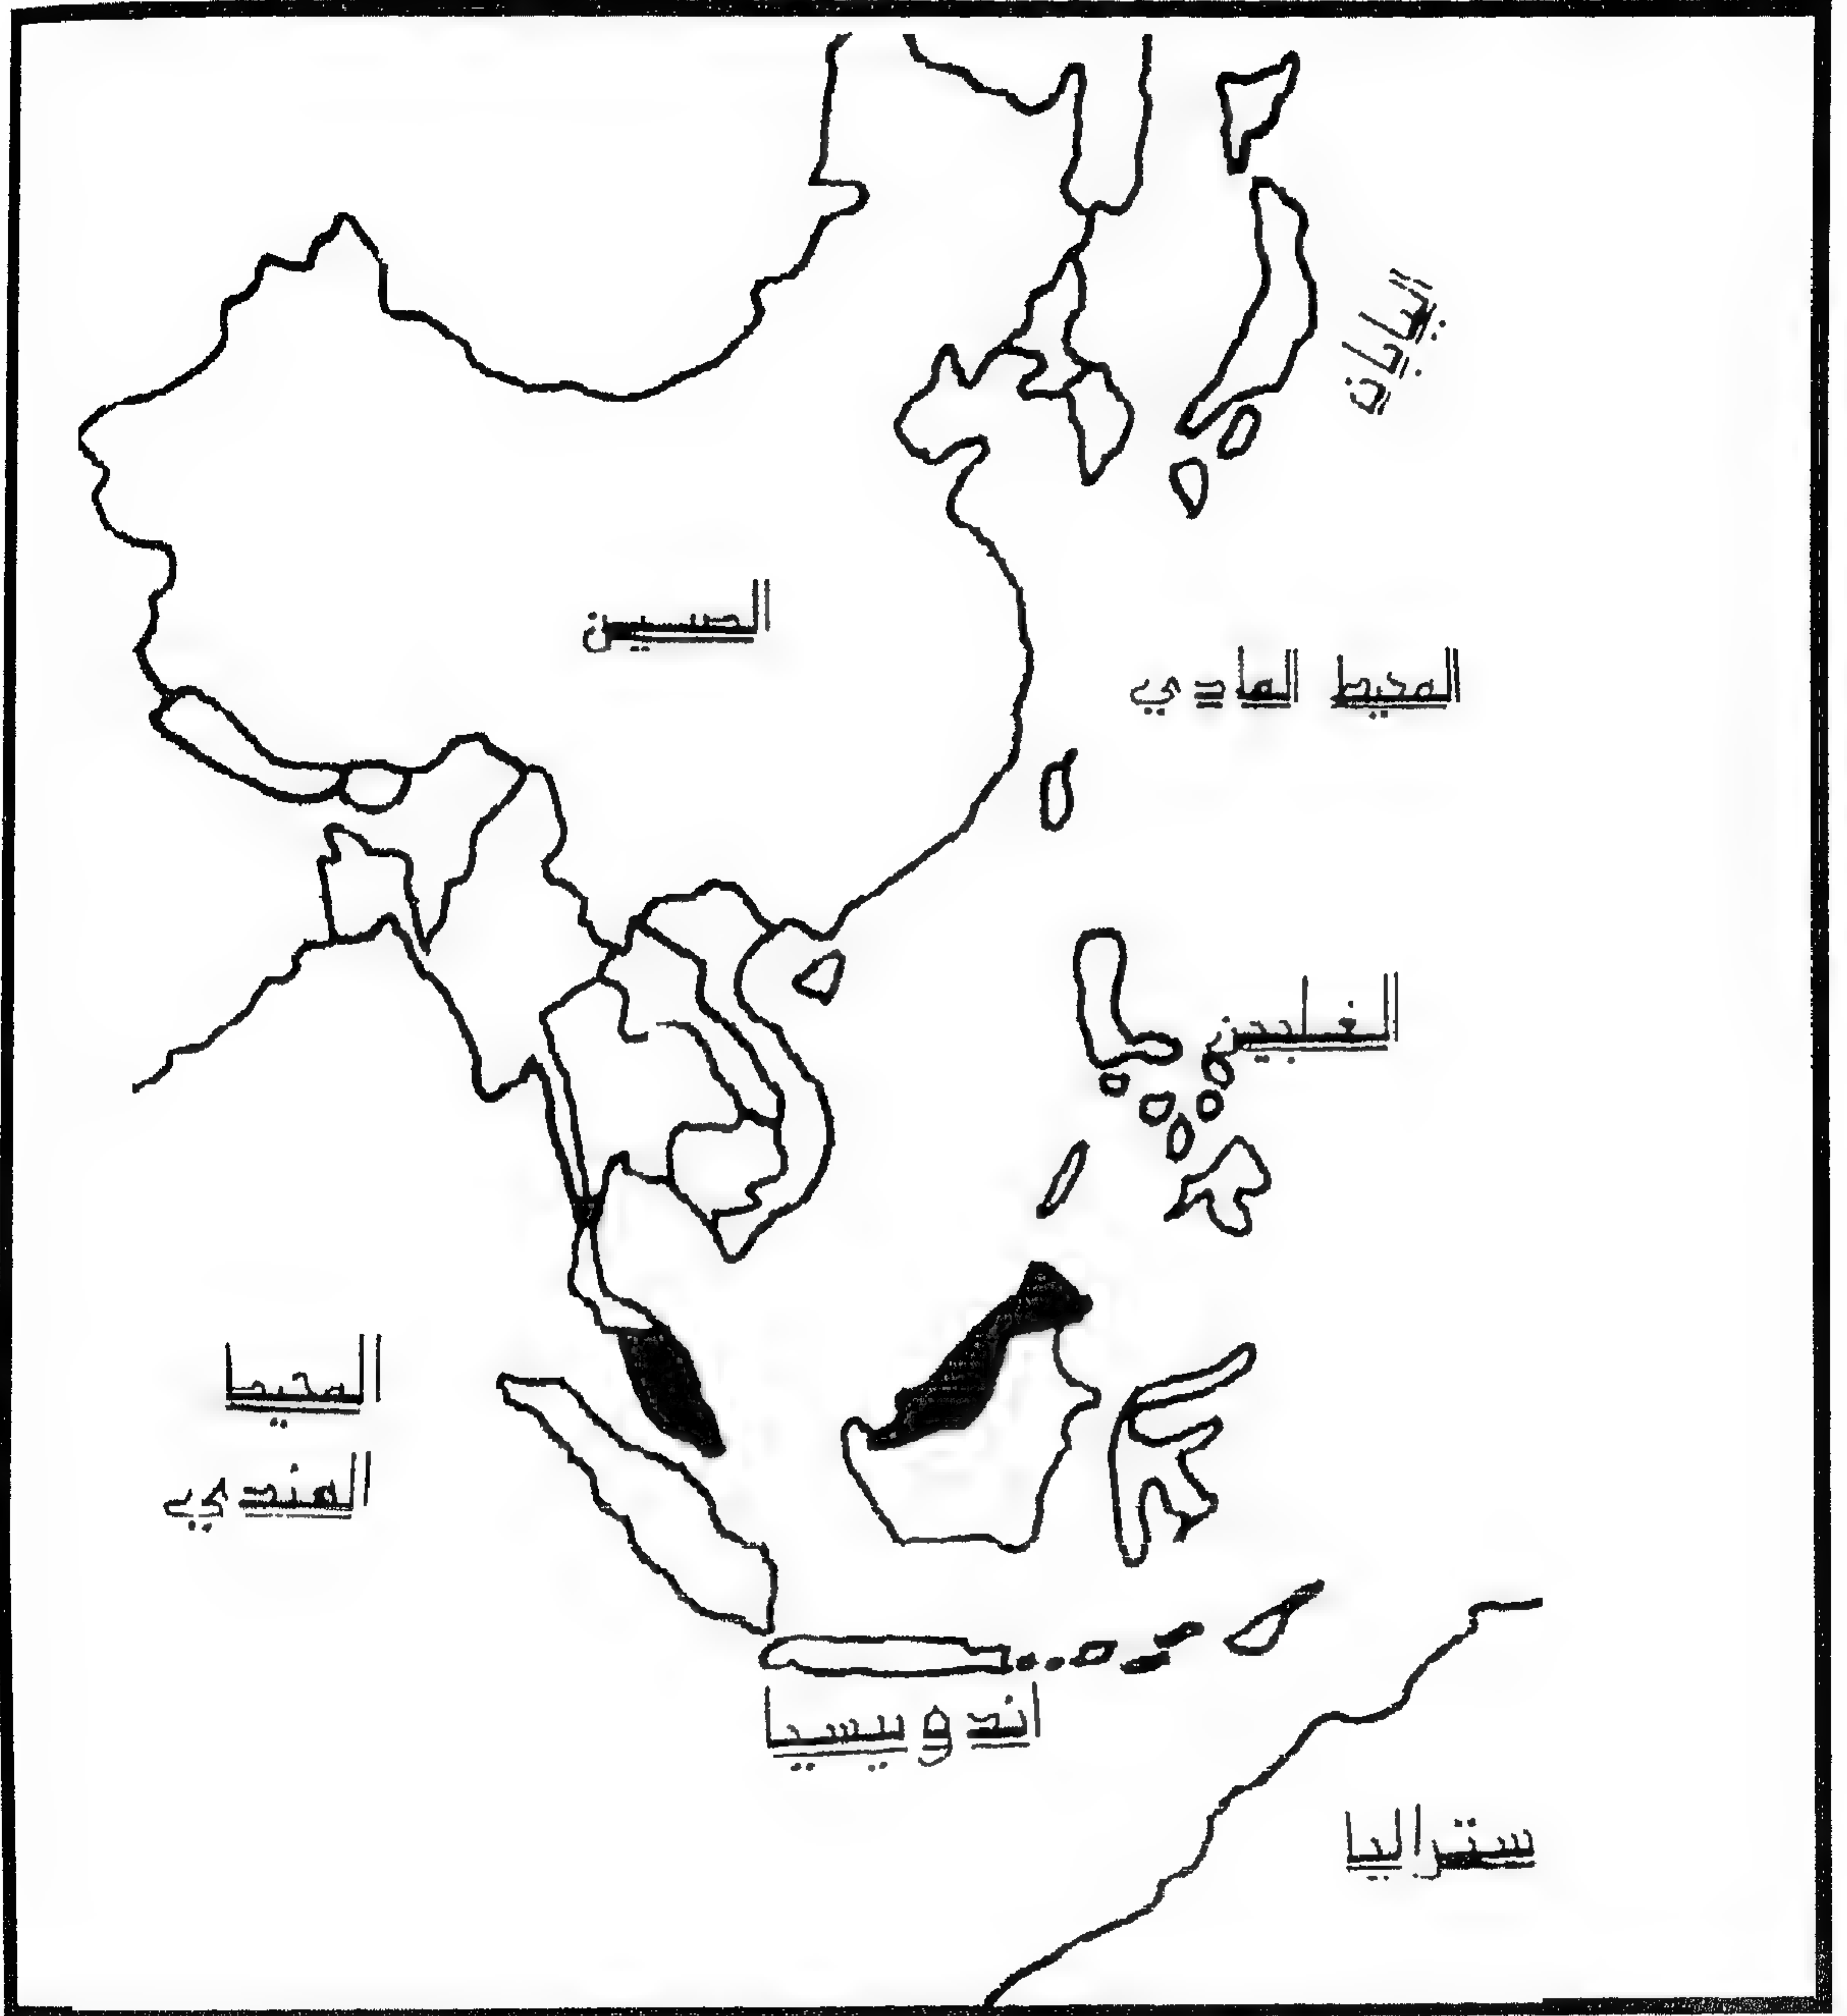 اليابان
الصين
المحيط الهادي
الفلبين
المحيط
الهندي
اندونيسيا
ستراليا